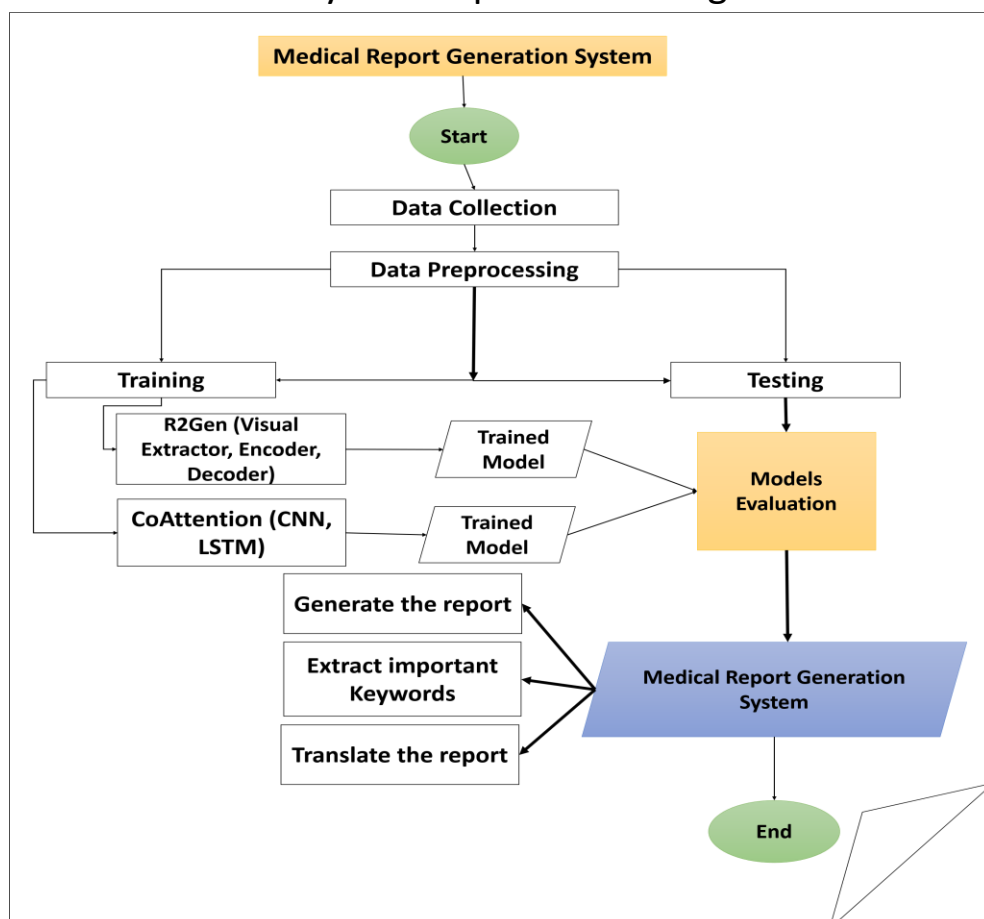 Medical Report Generation System
Start
Data Collection
Data Preprocessing
Training
Testing
R2Gen (Visual
Extractor, Encoder,
Decoder)
Trained
Model
Models
Evaluation
CoAttention (CNN,
LSTM)
Trained
Model
Generate the report
Extract important
Keywords
Translate the report
Medical Report Generation
System
End